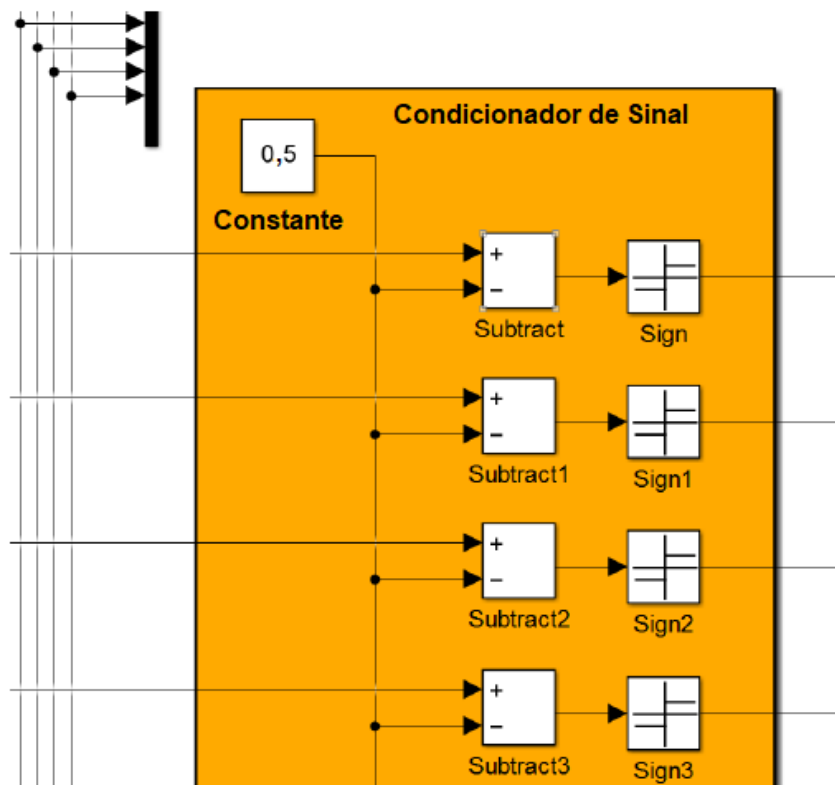 Condicionador de Sinal
0,5
Constante
+
−
Subtract
Sign
+
−
Subtract1
Sign1
+
−
Subtract2
Sign2
+
−
Subtract3
Sign3